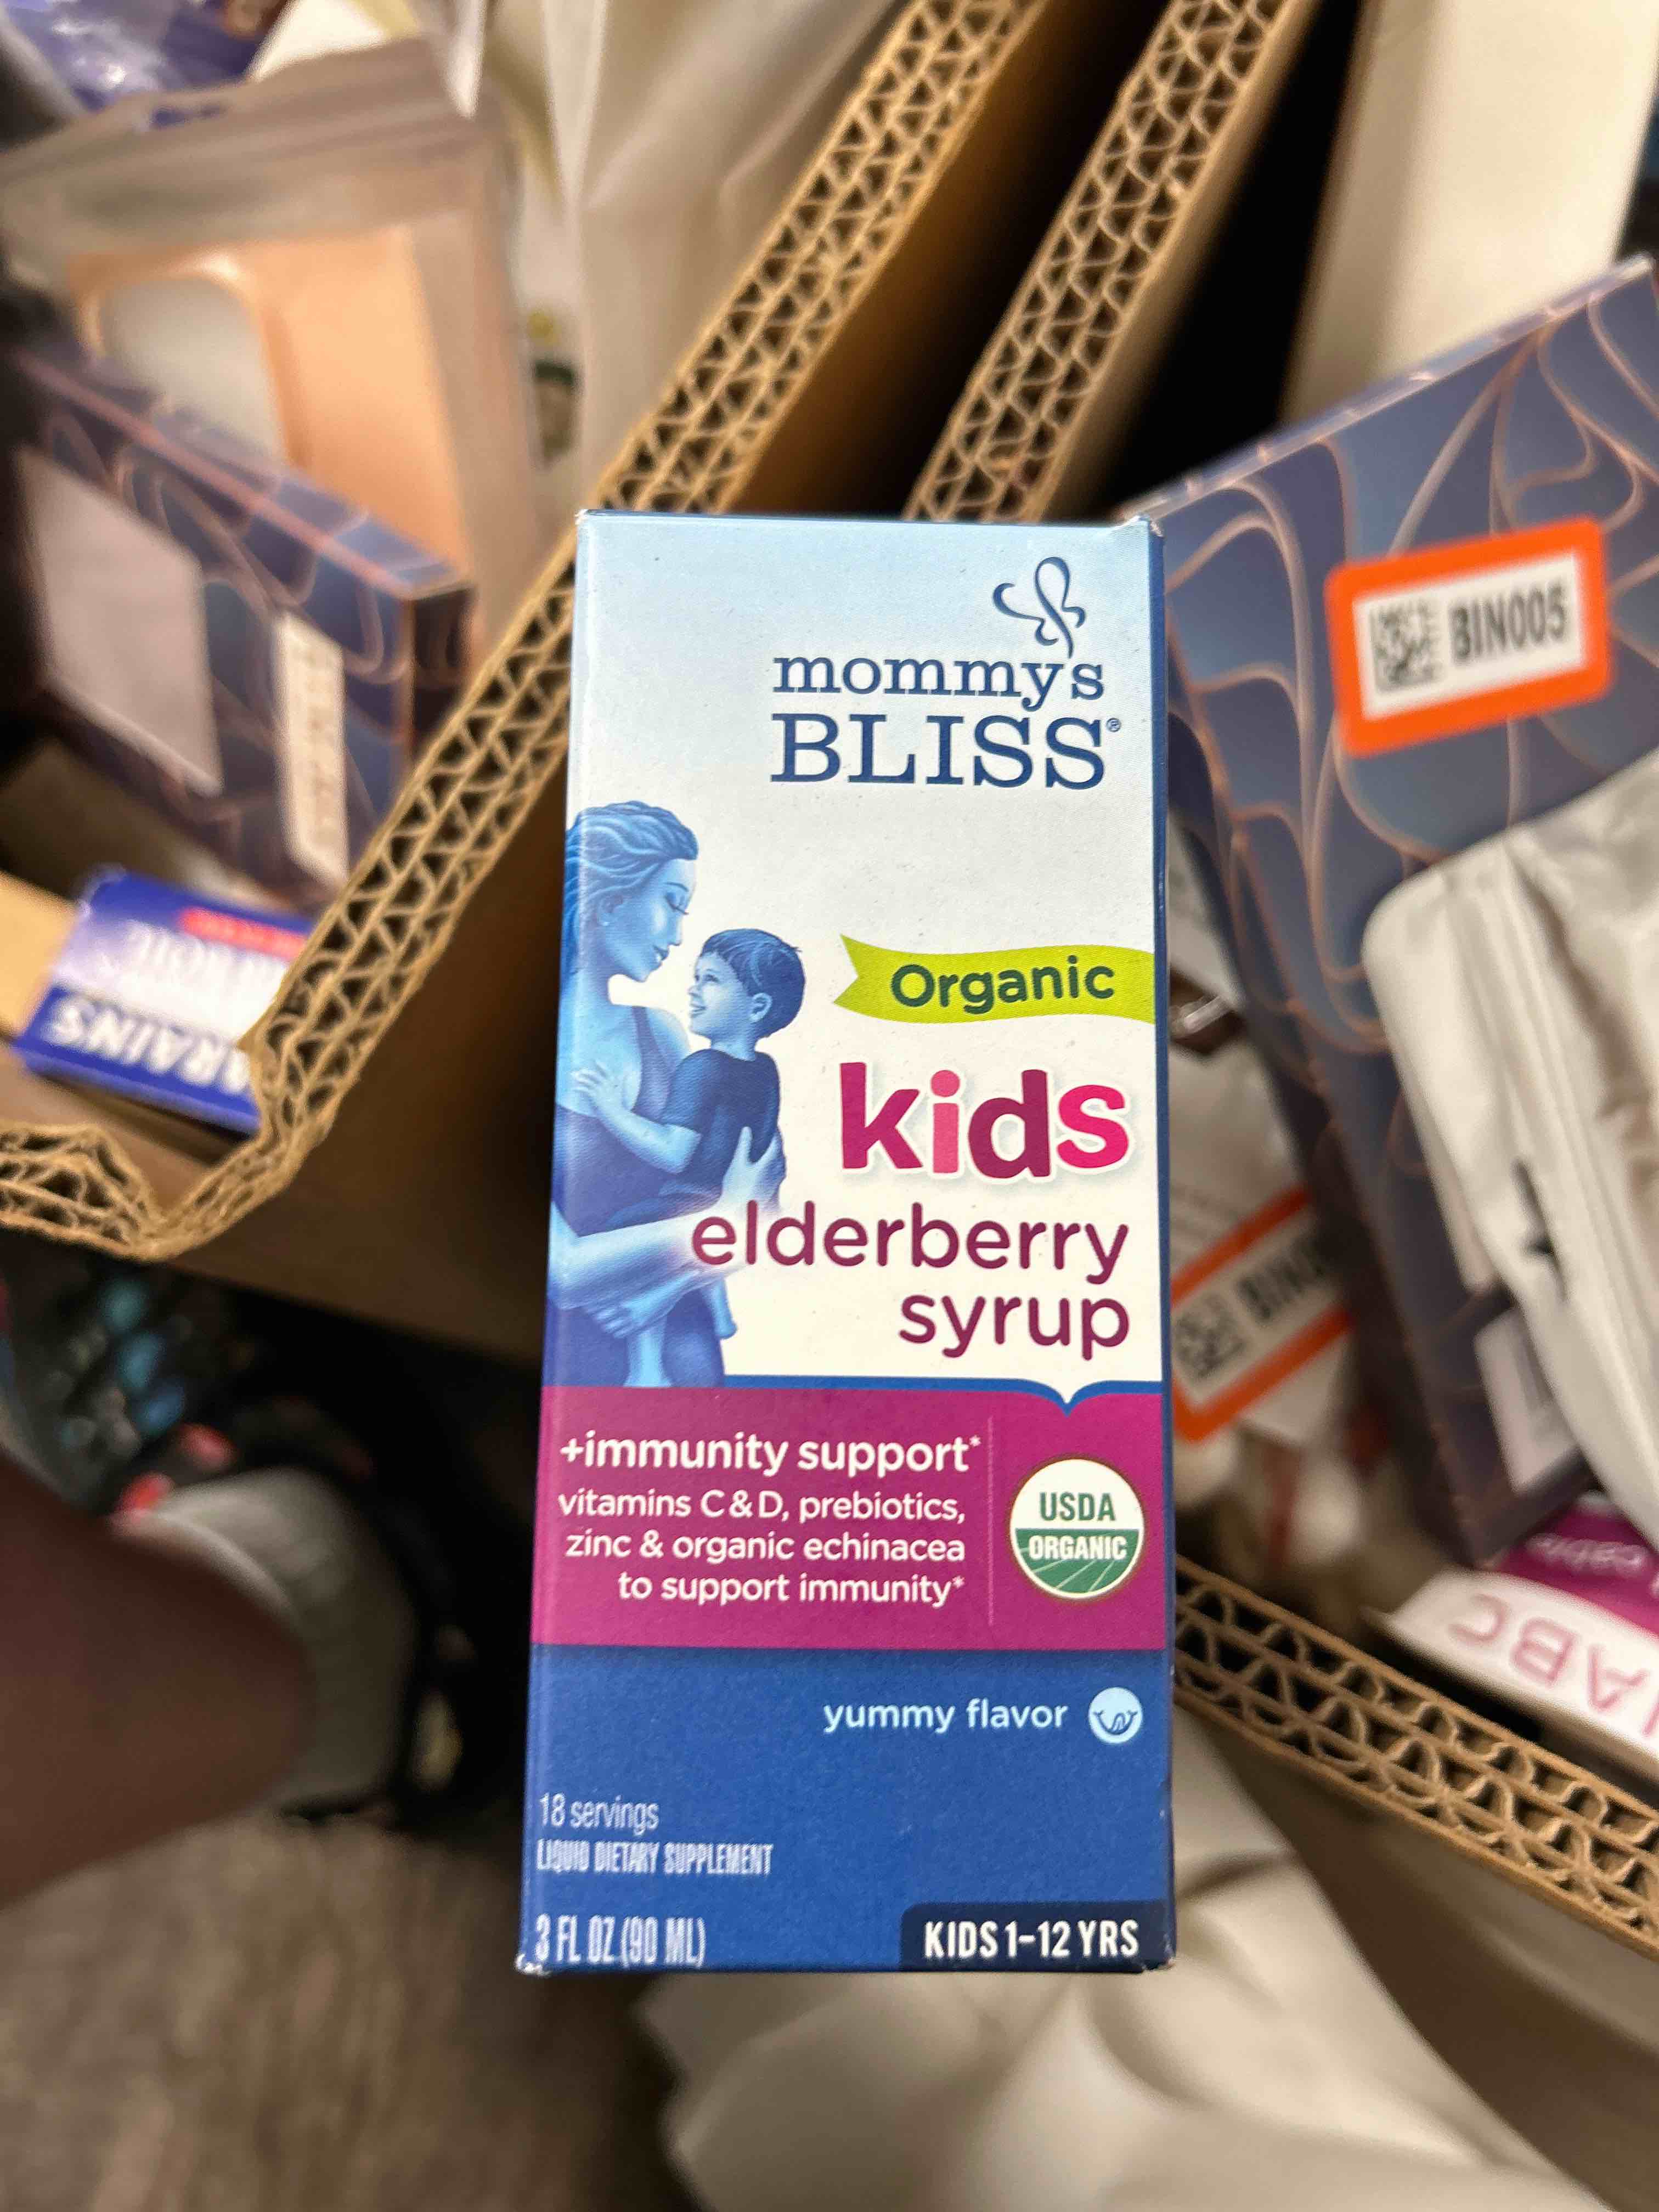 mommy's
BLISS®
Organic
kids
elderberry
syrup
+immunity support*
vitamins C & D, prebiotics,
zinc & organic echinacea
to support immunity*
USDA
ORGANIC
yummy flavor
18 servings
LIQUID DIETARY SUPPLEMENT
3 FL OZ (90 ML)
KIDS 1-12 YRS
BIN005
ABC